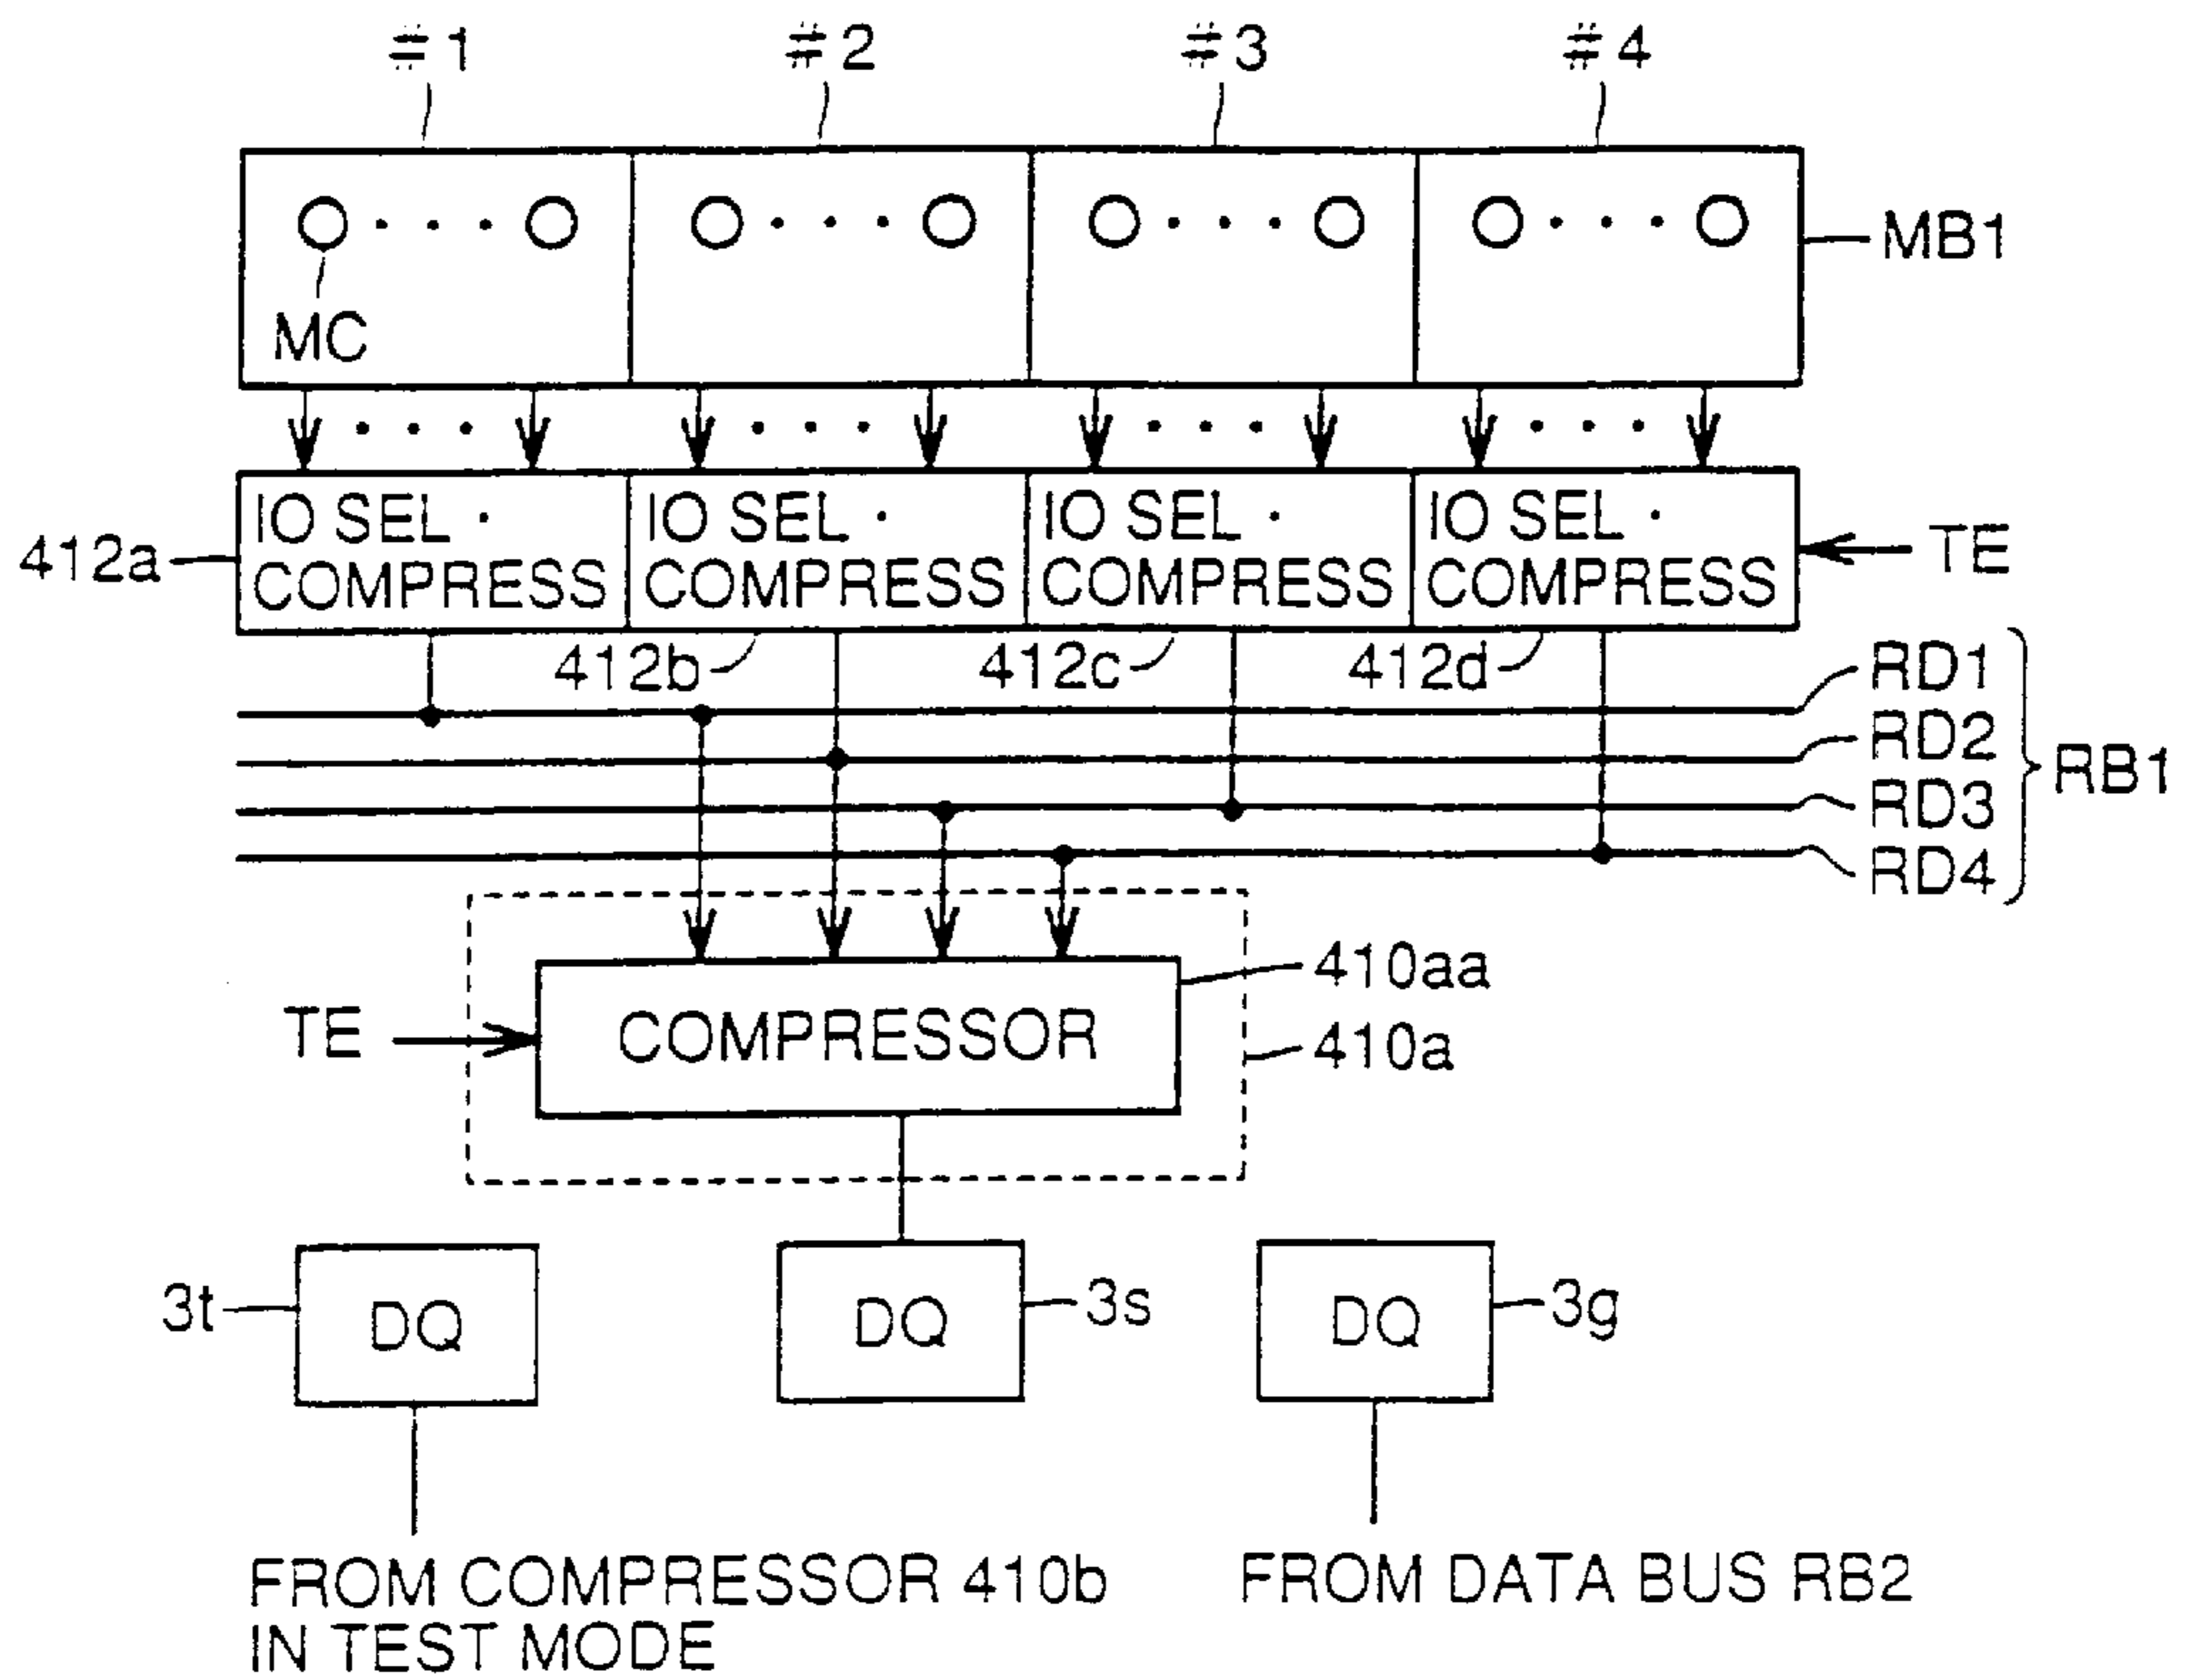 #1 #2 #3 #4
MB1
MC
IO SEL · COMPRESS
IO SEL · COMPRESS
IO SEL · COMPRESS
IO SEL · COMPRESS
412a
TE
412b
412c
412d
RD1
RD2
RD3
RD4
RB1
410aa
TE
COMPRESSOR
410a
3t
DQ
DQ
3s
DQ
3g
FROM COMPRESSOR 410b
IN TEST MODE
FROM DATA BUS RB2